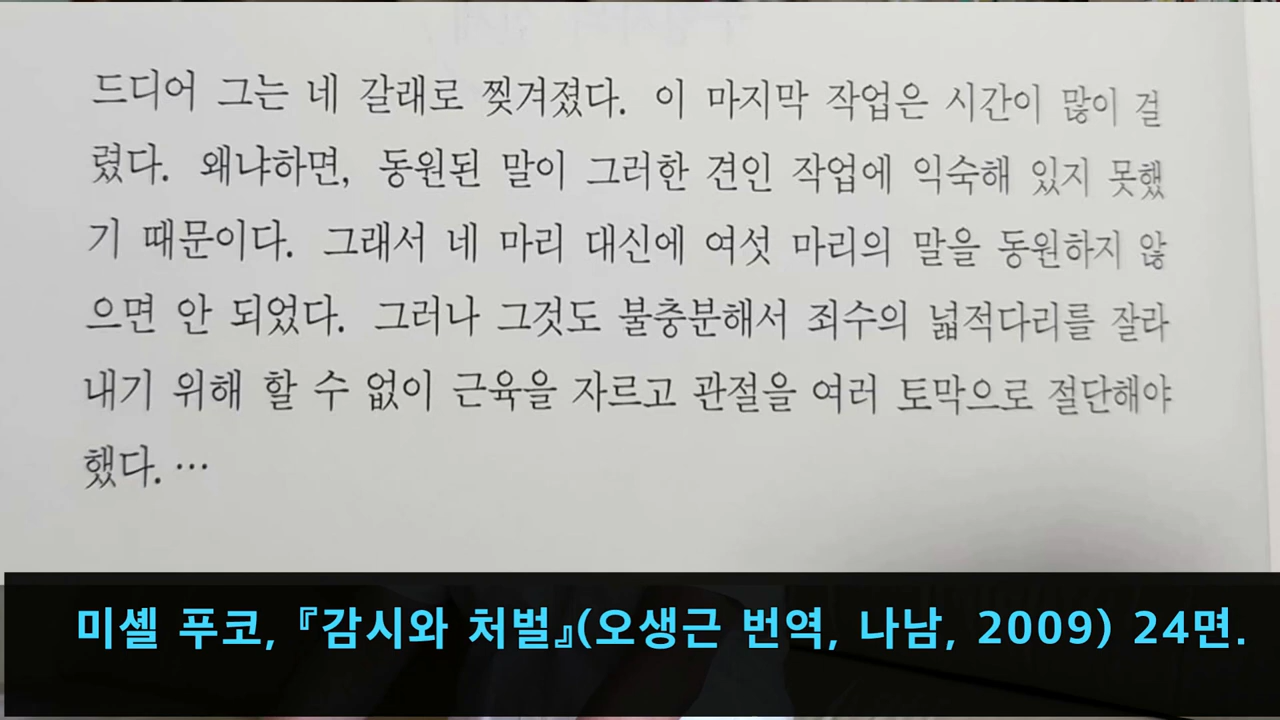 드디어 그는 네 갈래로 찢겨졌다. 이 마지막 작업은 시간이 많이 걸
렸다. 왜냐하면, 동원된 말이 그러한 견인 작업에 익숙해 있지 못했
기 때문이다. 그래서 네 마리 대신에 여섯 마리의 말을 동원하지 않
으면 안 되었다. 그러나 그것도 불충분해서 죄수의 넓적다리를 잘라
내기 위해 할 수 없이 근육을 자르고 관절을 여러 토막으로 절단해야
했다. …
미셸 푸코, 『감시와 처벌』(오생근 번역, 나남, 2009) 24면.